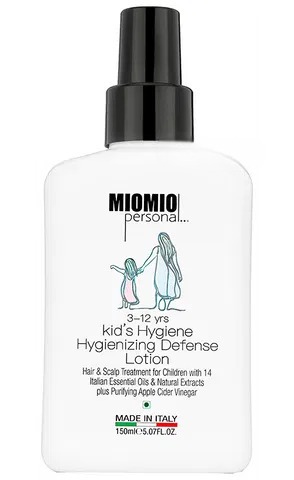 MIOMIO
personal...
3-12 yrs
kid's Hygiene
Hygienizing Defense
Lotion
Hair & Scalp Treatment for Children with 14
Italian Essential Oils & Natural Extracts
plus Purifying Apple Cider Vinegar
MADE IN ITALY
150ml℮/5.07FL.OZ.